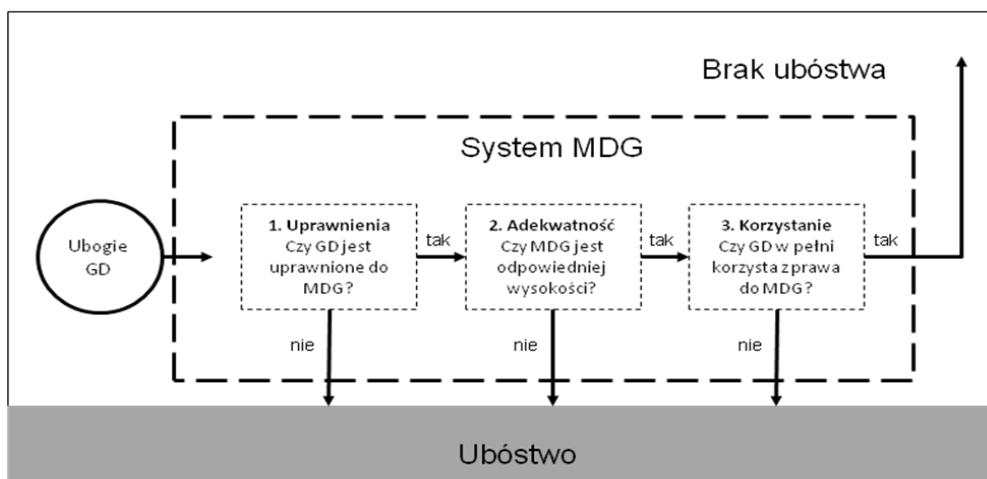 Brak ubóstwa
System MDG
Ubogie
GD
1. Uprawnienia
Czy GD jest
uprawnione do
MDG?
tak
2. Adekwatność
Czy MDG jest
odpowiedniej
wysokości?
tak
3. Korzystanie
Czy GD w pełni
korzysta z prawa
do MDG?
tak
nie
nie
nie
Ubóstwo